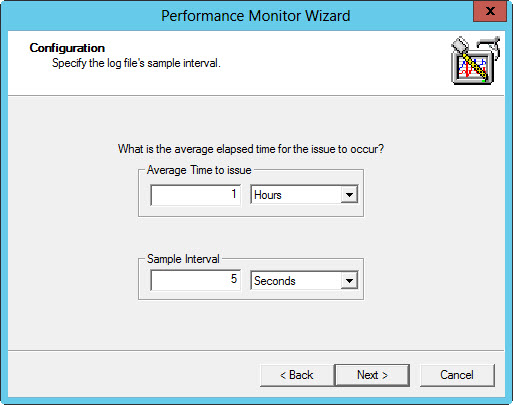 Performance Monitor Wizard
x
Configuration
Specify the log file's sample interval.
What is the average elapsed time for the issue to occur?
Average Time to issue
1 Hours
Sample Interval
5 Seconds
< Back Next > Cancel